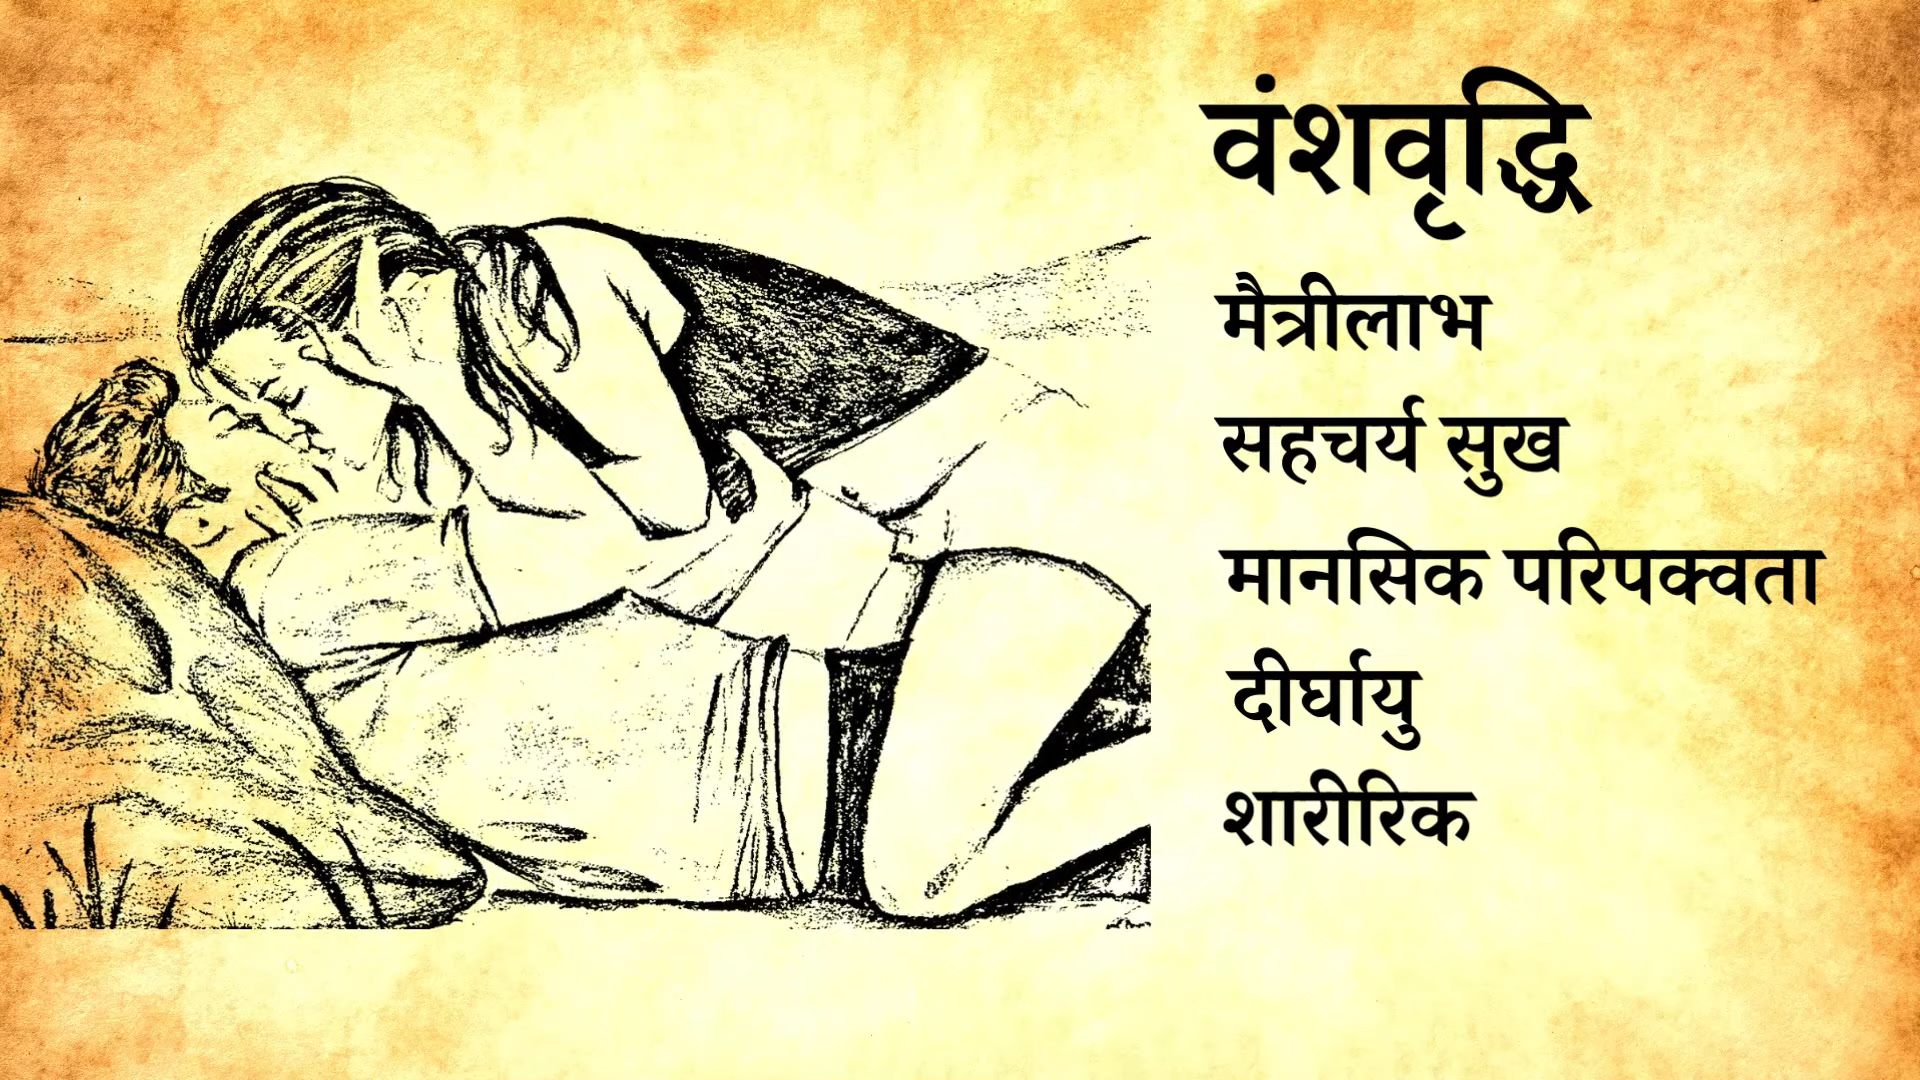 वंशवृद्धि
मैत्रीलाभ
सहचर्य सुख
मानसिक परिपक्वता
दीर्घायु
शारीरिक